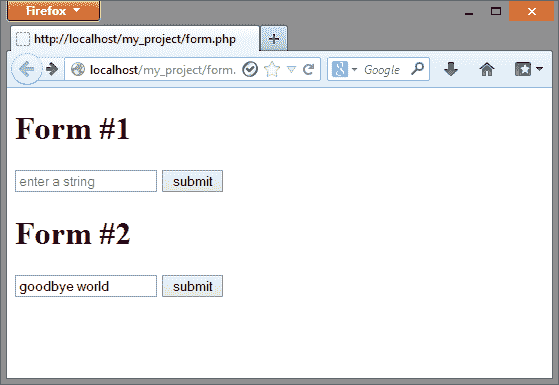 Firefox
http://localhost/my_project/form.php
localhost/my_project/form.
Google
Form #1
enter a string
submit
Form #2
goodbye world
submit